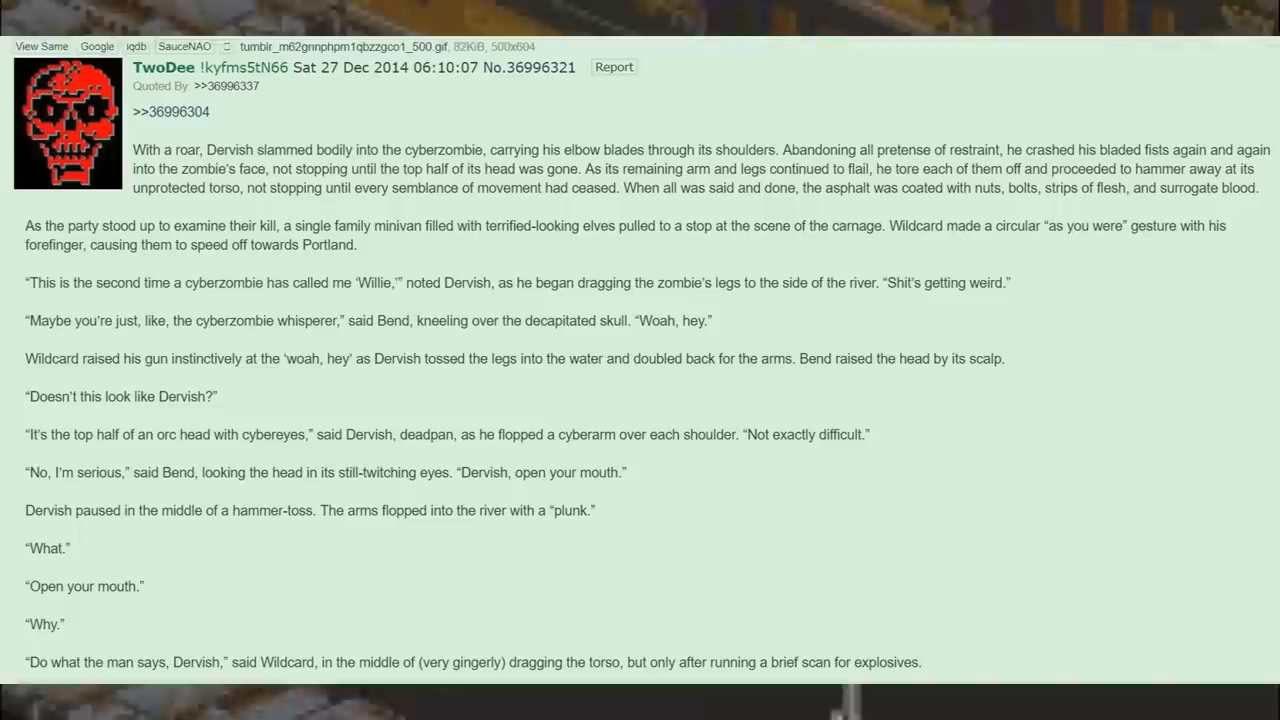 View Same Google iqdb SauceNAO tumblr_m62gnnphpm1qbzzgco1_500.gif, 82KiB, 500x604
TwoDee !kyfms5tN66 Sat 27 Dec 2014 06:10:07 No.36996321 Report
Quoted By: >>36996337
>>36996304
With a roar, Dervish slammed bodily into the cyberzombie, carrying his elbow blades through its shoulders. Abandoning all pretense of restraint, he crashed his bladed fists again and again
into the zombie’s face, not stopping until the top half of its head was gone. As its remaining arm and legs continued to flail, he tore each of them off and proceeded to hammer away at its
unprotected torso, not stopping until every semblance of movement had ceased. When all was said and done, the asphalt was coated with nuts, bolts, strips of flesh, and surrogate blood.
As the party stood up to examine their kill, a single family minivan filled with terrified-looking elves pulled to a stop at the scene of the carnage. Wildcard made a circular “as you were” gesture with his
forefinger, causing them to speed off towards Portland.
“This is the second time a cyberzombie has called me ‘Willie,’” noted Dervish, as he began dragging the zombie’s legs to the side of the river. “Shit’s getting weird.”
“Maybe you’re just, like, the cyberzombie whisperer,” said Bend, kneeling over the decapitated skull. “Woah, hey.”
Wildcard raised his gun instinctively at the ‘woah, hey’ as Dervish tossed the legs into the water and doubled back for the arms. Bend raised the head by its scalp.
“Doesn’t this look like Dervish?”
“It’s the top half of an orc head with cybereyes,” said Dervish, deadpan, as he flopped a cyberarm over each shoulder. “Not exactly difficult.”
“No, I’m serious,” said Bend, looking the head in its still-twitching eyes. “Dervish, open your mouth.”
Dervish paused in the middle of a hammer-toss. The arms flopped into the river with a “plunk.”
“What.”
“Open your mouth.”
“Why.”
“Do what the man says, Dervish,” said Wildcard, in the middle of (very gingerly) dragging the torso, but only after running a brief scan for explosives.